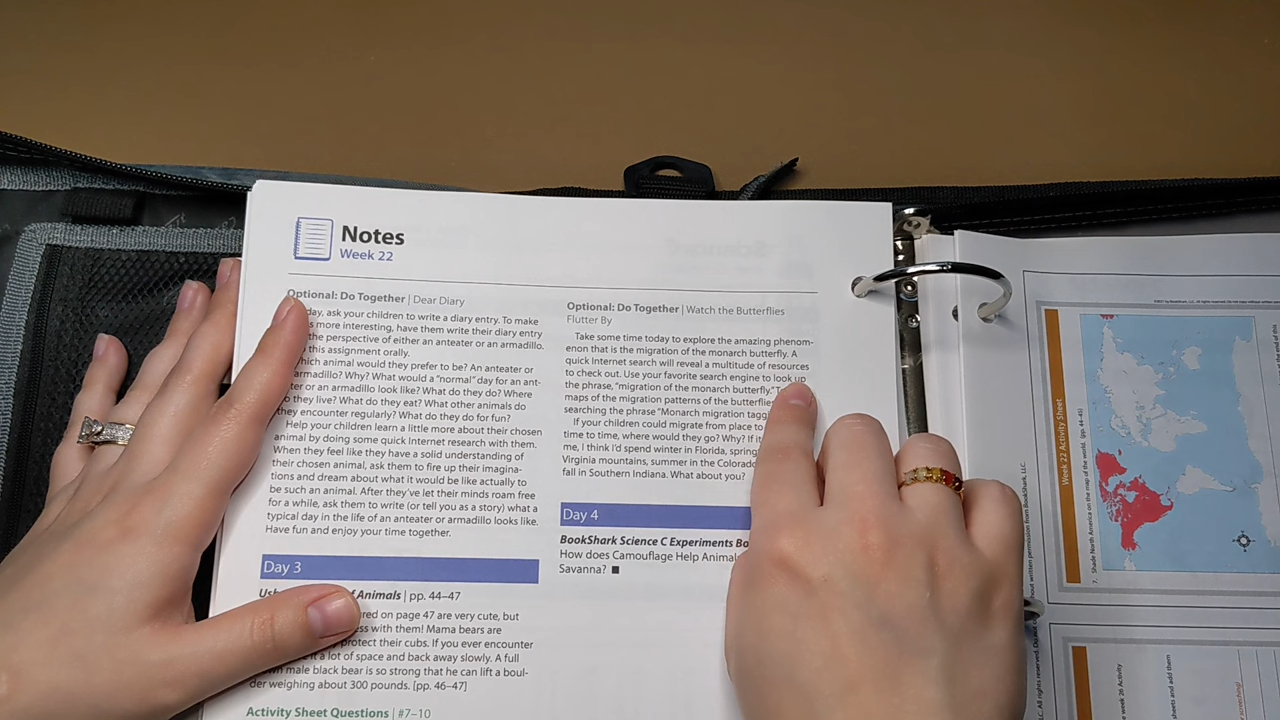 Notes
Week 22
Optional: Do Together | Dear Diary
day, ask your children to write a diary entry. To make
more interesting, have them write their diary entry
the perspective of either an anteater or an armadillo.
this assignment orally.
hich animal would they prefer to be? An anteater or
armadillo? Why? What would a “normal” day for an ant-
ter or an armadillo look like? What do they do? Where
o they live? What do they eat? What other animals do
they encounter regularly? What do they do for fun?
Help your children learn a little more about their chosen
animal by doing some quick Internet research with them.
When they feel like they have a solid understanding of
their chosen animal, ask them to fire up their imagina-
tions and dream about what it would be like actually to
be such an animal. After they’ve let their minds roam free
for a while, ask them to write (or tell you as a story) what a
typical day in the life of an anteater or armadillo looks like.
Have fun and enjoy your time together.
Day 3
of Animals | pp. 44–47
red on page 47 are very cute, but
ss with them! Mama bears are
protect their cubs. If you ever encounter
it a lot of space and back away slowly. A full
male black bear is so strong that he can lift a boul-
der weighing about 300 pounds. [pp. 46–47]
Activity Sheet Questions | #7–10
Optional: Do Together | Watch the Butterflies
Flutter By
Take some time today to explore the amazing phenom-
enon that is the migration of the monarch butterfly. A
quick Internet search will reveal a multitude of resources
to check out. Use your favorite search engine to look up
the phrase, “migration of the monarch butterfly.”
maps of the migration patterns of the butterflie
searching the phrase “Monarch migration tagg
If your children could migrate from place to
time to time, where would they go? Why? If it
me, I think I’d spend winter in Florida, spring
Virginia mountains, summer in the Colorado
fall in Southern Indiana. What about you?
Day 4
BookShark Science C Experiments Bo
How does Camouflage Help Animal
Savanna? ■
Week 22 Activity Sheet
7. Shade North America on the map of the world. (pp. 44–45)